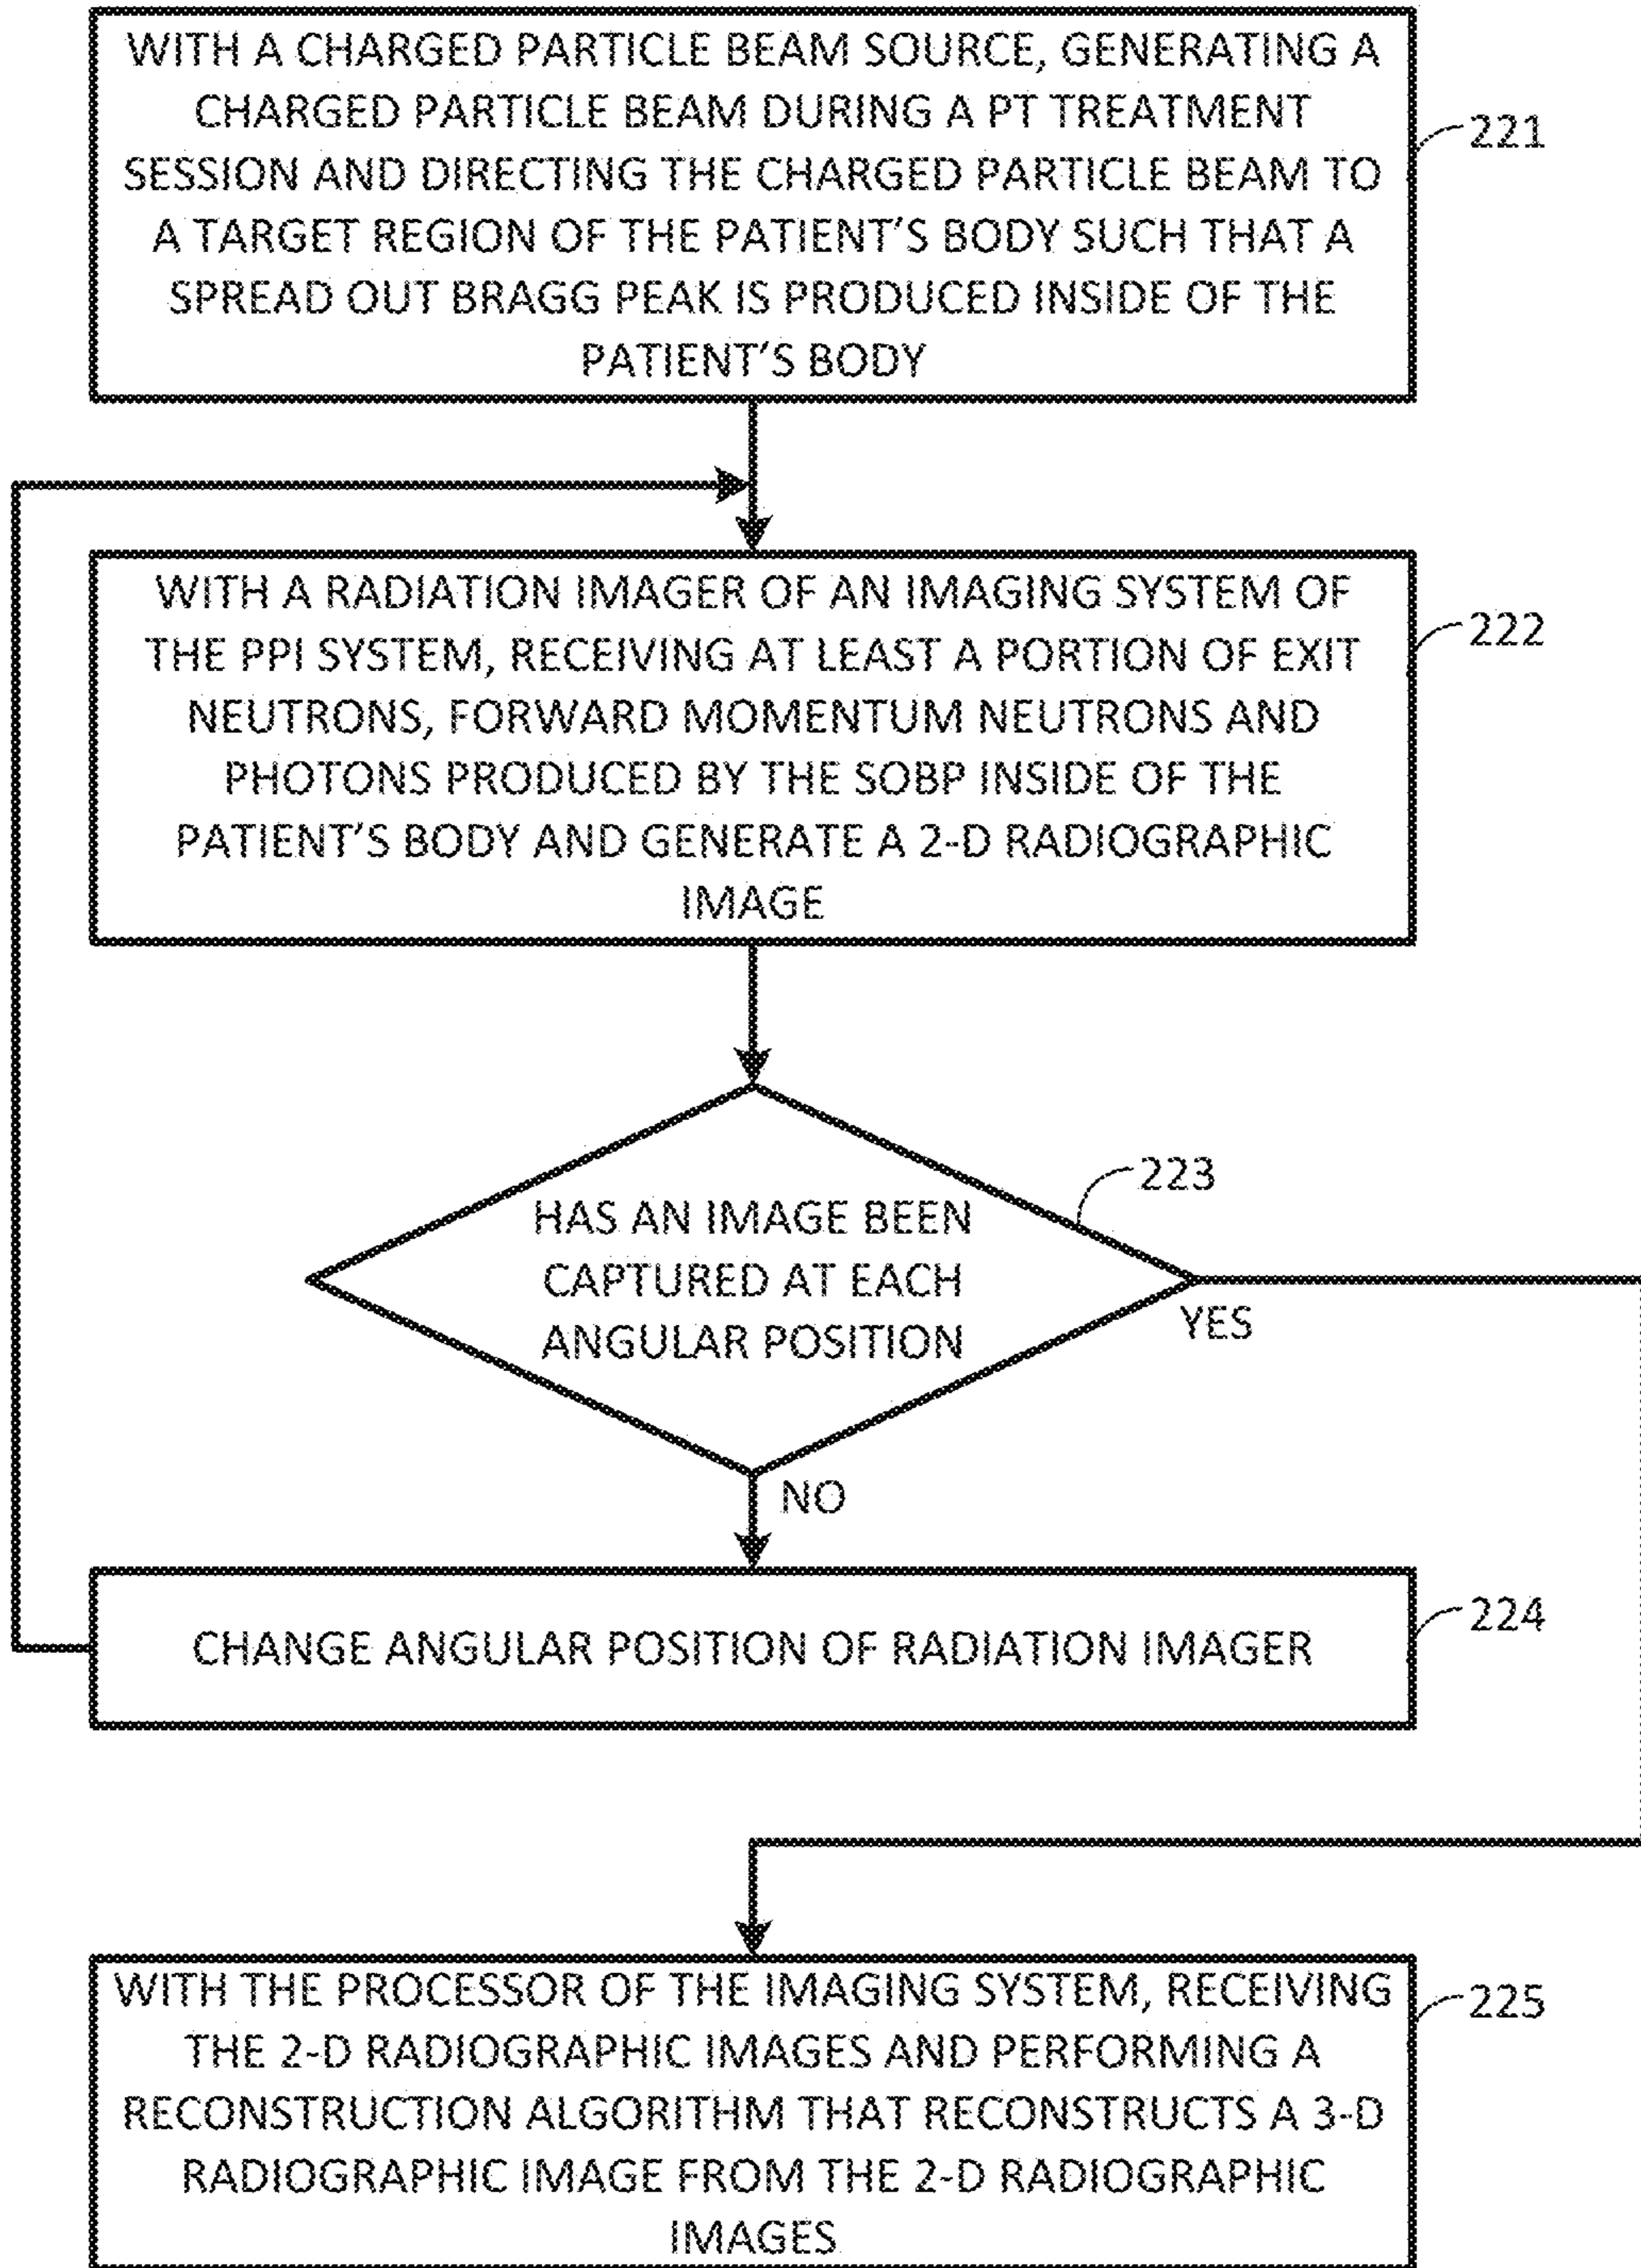 WITH A CHARGED PARTICLE BEAM SOURCE, GENERATING A
CHARGED PARTICLE BEAM DURING A PT TREATMENT
SESSION AND DIRECTING THE CHARGED PARTICLE BEAM TO
A TARGET REGION OF THE PATIENT'S BODY SUCH THAT A
SPREAD OUT BRAGG PEAK IS PRODUCED INSIDE OF THE
PATIENT'S BODY
221
WITH A RADIATION IMAGER OF AN IMAGING SYSTEM OF
THE PPI SYSTEM, RECEIVING AT LEAST A PORTION OF EXIT
NEUTRONS, FORWARD MOMENTUM NEUTRONS AND
PHOTONS PRODUCED BY THE SOBP INSIDE OF THE
PATIENT'S BODY AND GENERATE A 2-D RADIOGRAPHIC
IMAGE
222
HAS AN IMAGE BEEN
CAPTURED AT EACH
ANGULAR POSITION
223
YES
NO
CHANGE ANGULAR POSITION OF RADIATION IMAGER
224
WITH THE PROCESSOR OF THE IMAGING SYSTEM, RECEIVING
THE 2-D RADIOGRAPHIC IMAGES AND PERFORMING A
RECONSTRUCTION ALGORITHM THAT RECONSTRUCTS A 3-D
RADIOGRAPHIC IMAGE FROM THE 2-D RADIOGRAPHIC
IMAGES
225